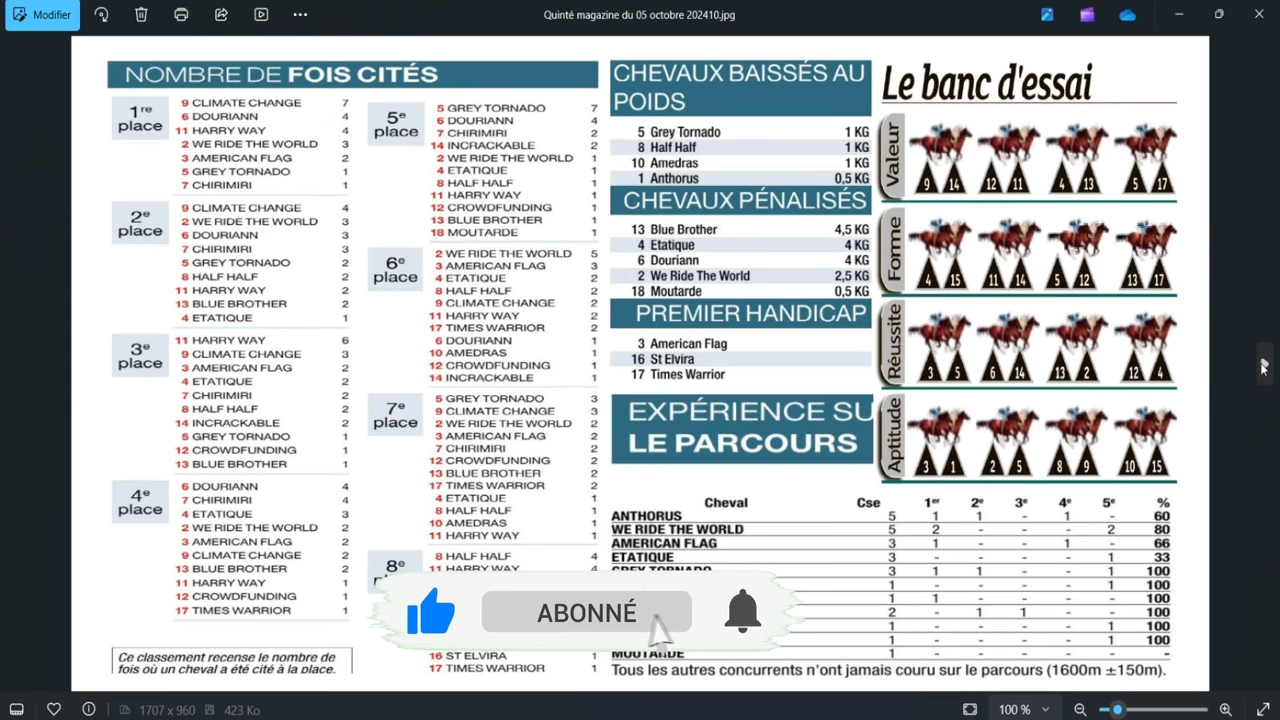 Modifier
Quinté magazine du 05 octobre 202410.jpg
NOMBRE DE FOIS CITÉS
1re place
9 CLIMATE CHANGE 7
6 DOURIANN 4
11 HARRY WAY 4
2 WE RIDE THE WORLD 3
3 AMERICAN FLAG 2
5 GREY TORNADO 1
7 CHIRIMIRI 1
2e place
9 CLIMATE CHANGE 4
2 WE RIDE THE WORLD 3
6 DOURIANN 3
7 CHIRIMIRI 3
5 GREY TORNADO 2
8 HALF HALF 2
11 HARRY WAY 2
13 BLUE BROTHER 2
4 ETATIQUE 1
3e place
11 HARRY WAY 6
9 CLIMATE CHANGE 3
3 AMERICAN FLAG 2
4 ETATIQUE 2
7 CHIRIMIRI 2
8 HALF HALF 2
14 INCRACKABLE 2
5 GREY TORNADO 1
12 CROWDFUNDING 1
13 BLUE BROTHER 1
4e place
6 DOURIANN 4
7 CHIRIMIRI 4
4 ETATIQUE 3
2 WE RIDE THE WORLD 2
3 AMERICAN FLAG 2
9 CLIMATE CHANGE 2
13 BLUE BROTHER 2
11 HARRY WAY 1
12 CROWDFUNDING 1
17 TIMES WARRIOR 1
Ce classement recense le nombre de
fois où un cheval a été cité à la place.
5e place
5 GREY TORNADO 7
6 DOURIANN 4
7 CHIRIMIRI 2
14 INCRACKABLE 2
2 WE RIDE THE WORLD 1
4 ETATIQUE 1
8 HALF HALF 1
11 HARRY WAY 1
12 CROWDFUNDING 1
13 BLUE BROTHER 1
18 MOUTARDE 1
6e place
2 WE RIDE THE WORLD 5
3 AMERICAN FLAG 3
4 ETATIQUE 2
8 HALF HALF 2
9 CLIMATE CHANGE 2
11 HARRY WAY 2
17 TIMES WARRIOR 2
6 DOURIANN 1
10 AMEDRAS 1
12 CROWDFUNDING 1
14 INCRACKABLE 1
7e place
5 GREY TORNADO 3
9 CLIMATE CHANGE 3
2 WE RIDE THE WORLD 2
3 AMERICAN FLAG 2
7 CHIRIMIRI 2
12 CROWDFUNDING 2
13 BLUE BROTHER 2
17 TIMES WARRIOR 2
4 ETATIQUE 1
8 HALF HALF 1
10 AMEDRAS 1
11 HARRY WAY 1
8e
8 HALF HALF 4
11 HARRY WAY 4
16 ST ELVIRA 1
17 TIMES WARRIOR 1
ABONNÉ
CHEVAUX BAISSÉS AU
POIDS
5 Grey Tornado 1 KG
8 Half Half 1 KG
10 Amedras 1 KG
1 Anthorus 0,5 KG
CHEVAUX PÉNALISÉS
13 Blue Brother 4,5 KG
4 Etatique 4 KG
6 Douriann 4 KG
2 We Ride The World 2,5 KG
18 Moutarde 0,5 KG
PREMIER HANDICAP
3 American Flag
16 St Elvira
17 Times Warrior
EXPÉRIENCE SU
LE PARCOURS
Le banc d'essai
Valeur
9 14 12 11 4 13 5 17
Forme
4 15 11 14 5 12 13 17
Réussite
3 5 6 14 13 2 12 4
Aptitude
3 1 2 5 8 9 10 15
Cheval Cse 1er 2e 3e 4e 5e %
ANTHORUS 5 1 1 - 1 - 60
WE RIDE THE WORLD 5 2 - - - 2 80
AMERICAN FLAG 3 1 - - 1 - 66
ETATIQUE 3 - - - - 1 33
GREY TORNADO 3 1 1 - - 1 100
1 - - - - 1 100
1 1 - - - - 100
2 - 1 1 - - 100
1 - - - - 1 100
1 - - - - 1 100
MOUTARDE 1 - - - - - -
Tous les autres concurrents n'ont jamais couru sur le parcours (1600m ±150m).
1707 x 960
423 Ko
100 %